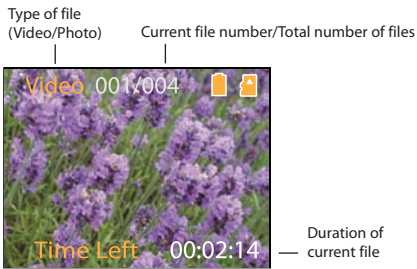 Type of file
(Video/Photo)
Current file number/Total number of files
Video 001/004
Time Left 00:02:14
Duration of
current file